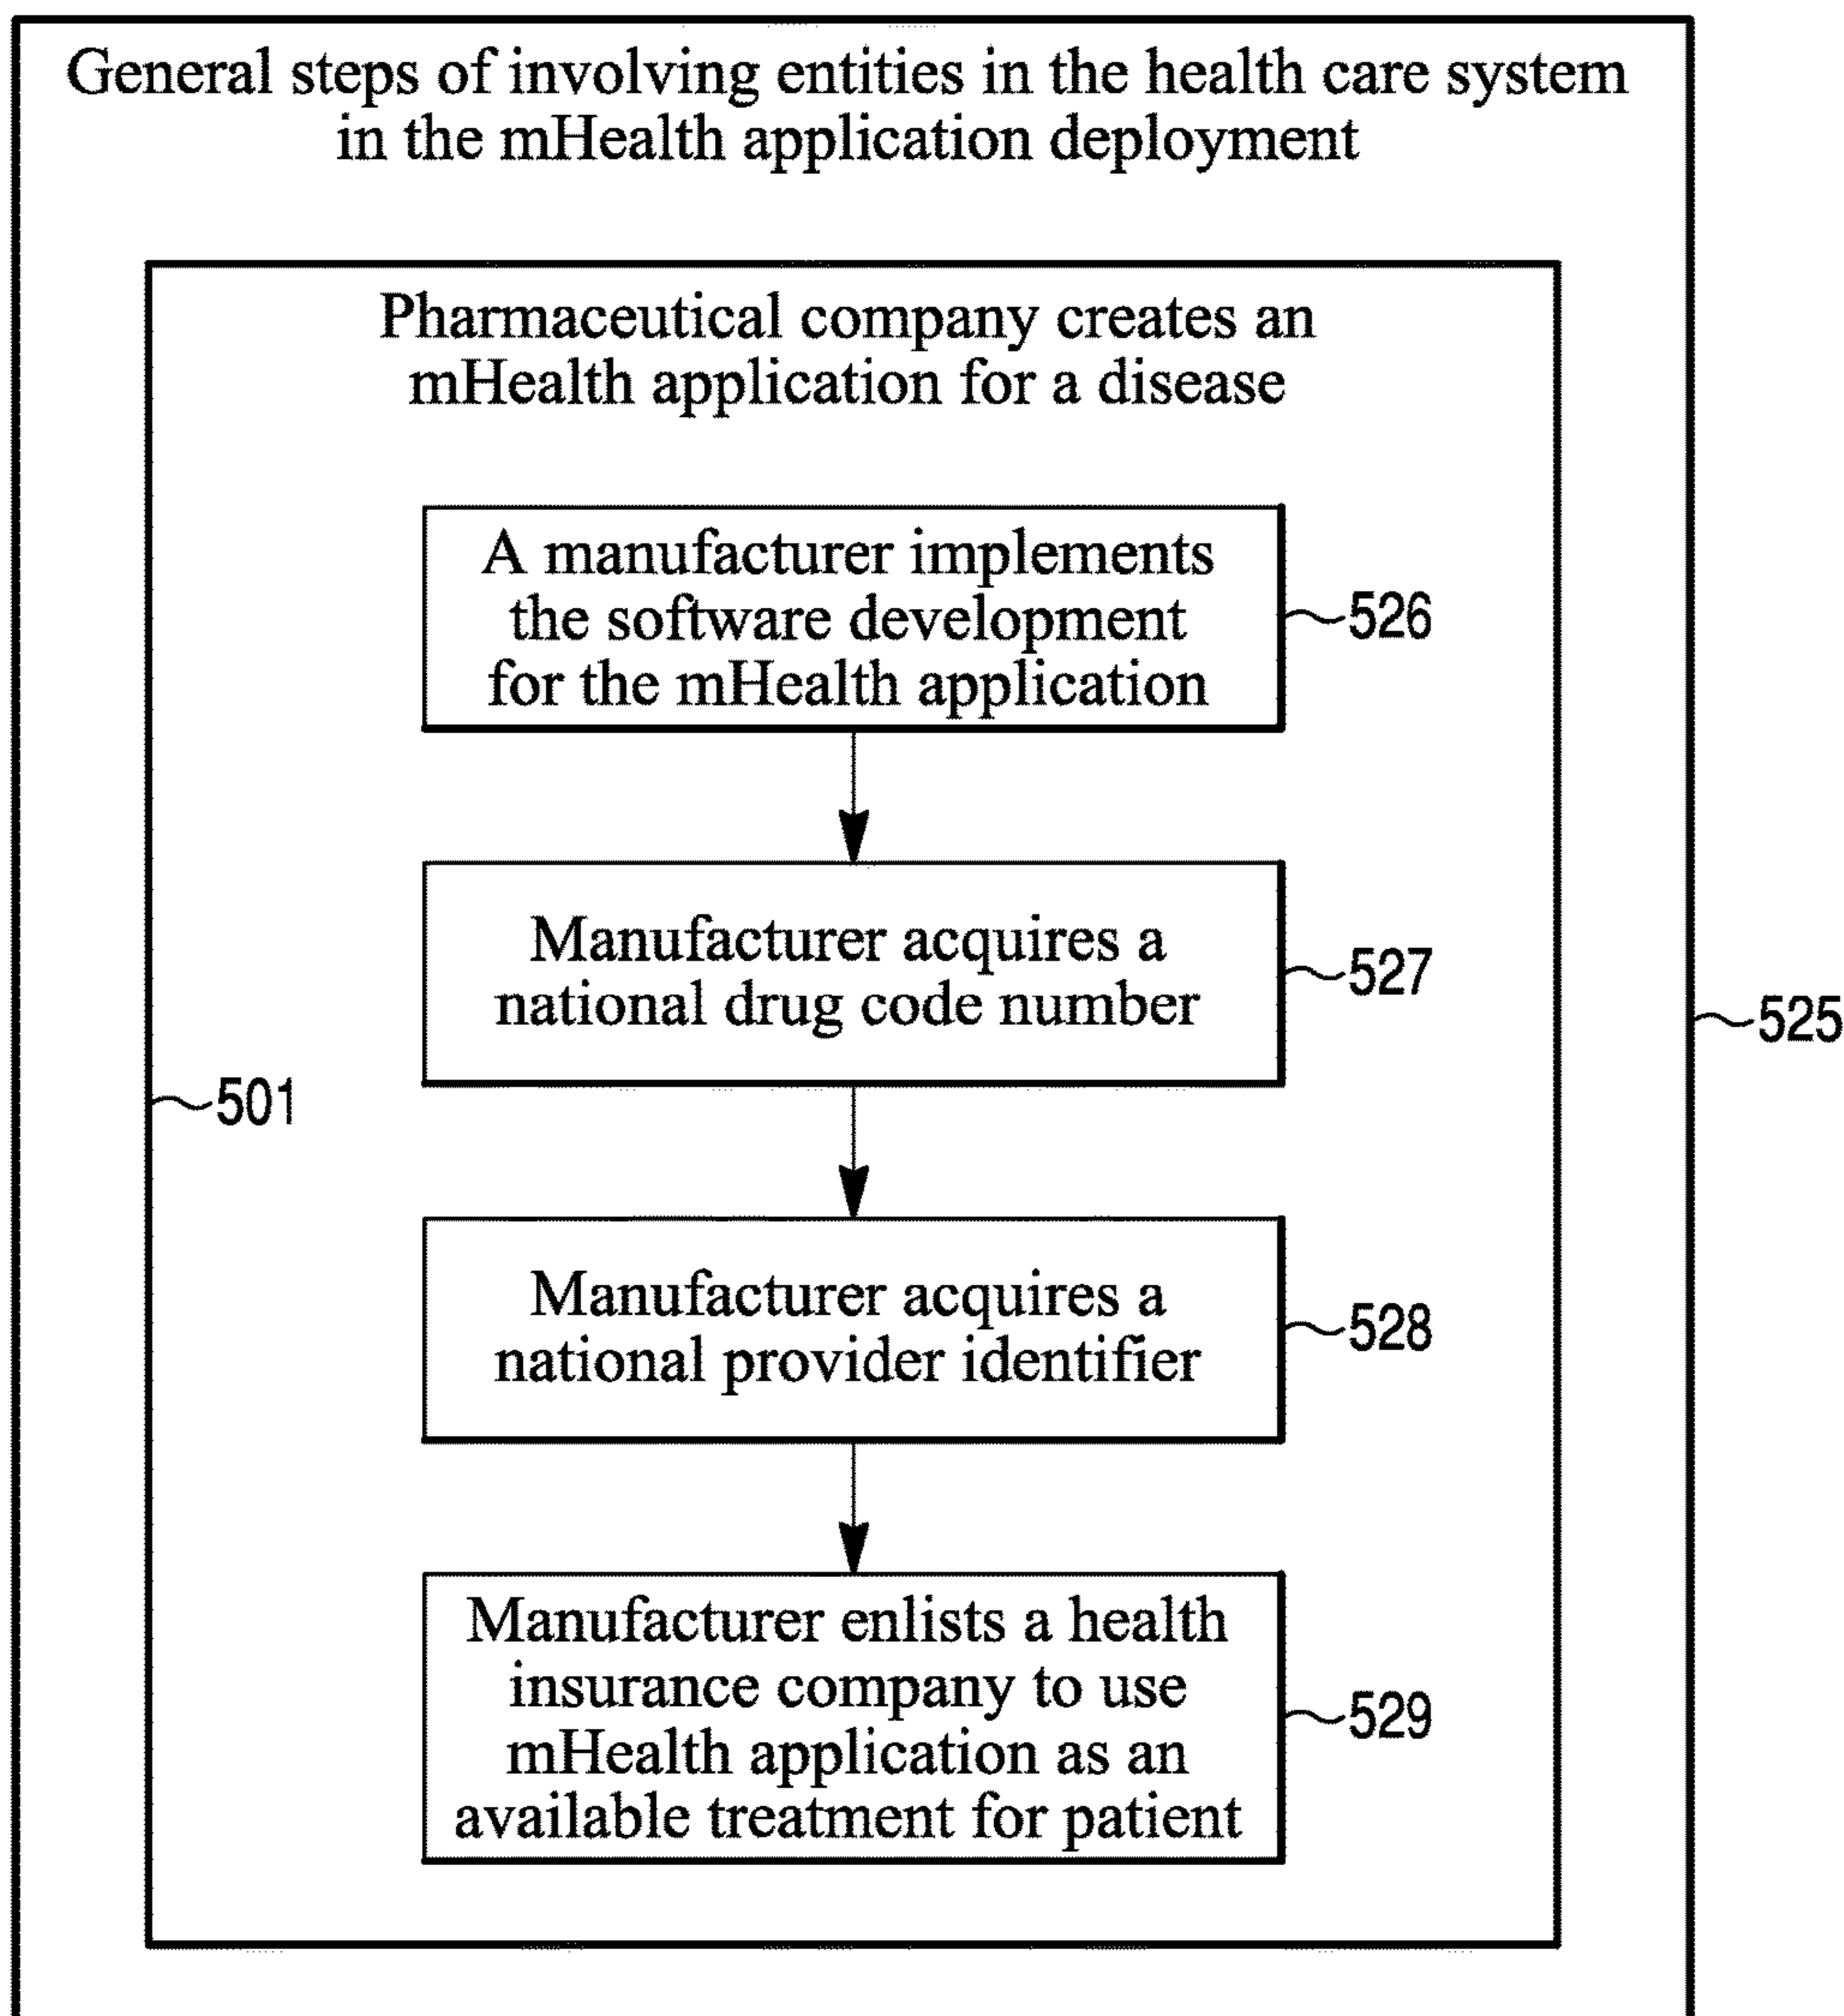 General steps of involving entities in the health care system
in the mHealth application deployment
Pharmaceutical company creates an
mHealth application for a disease
A manufacturer implements
the software development
for the mHealth application
526
Manufacturer acquires a
national drug code number
527
525
501
Manufacturer acquires a
national provider identifier
528
Manufacturer enlists a health
insurance company to use
mHealth application as an
available treatment for patient
529